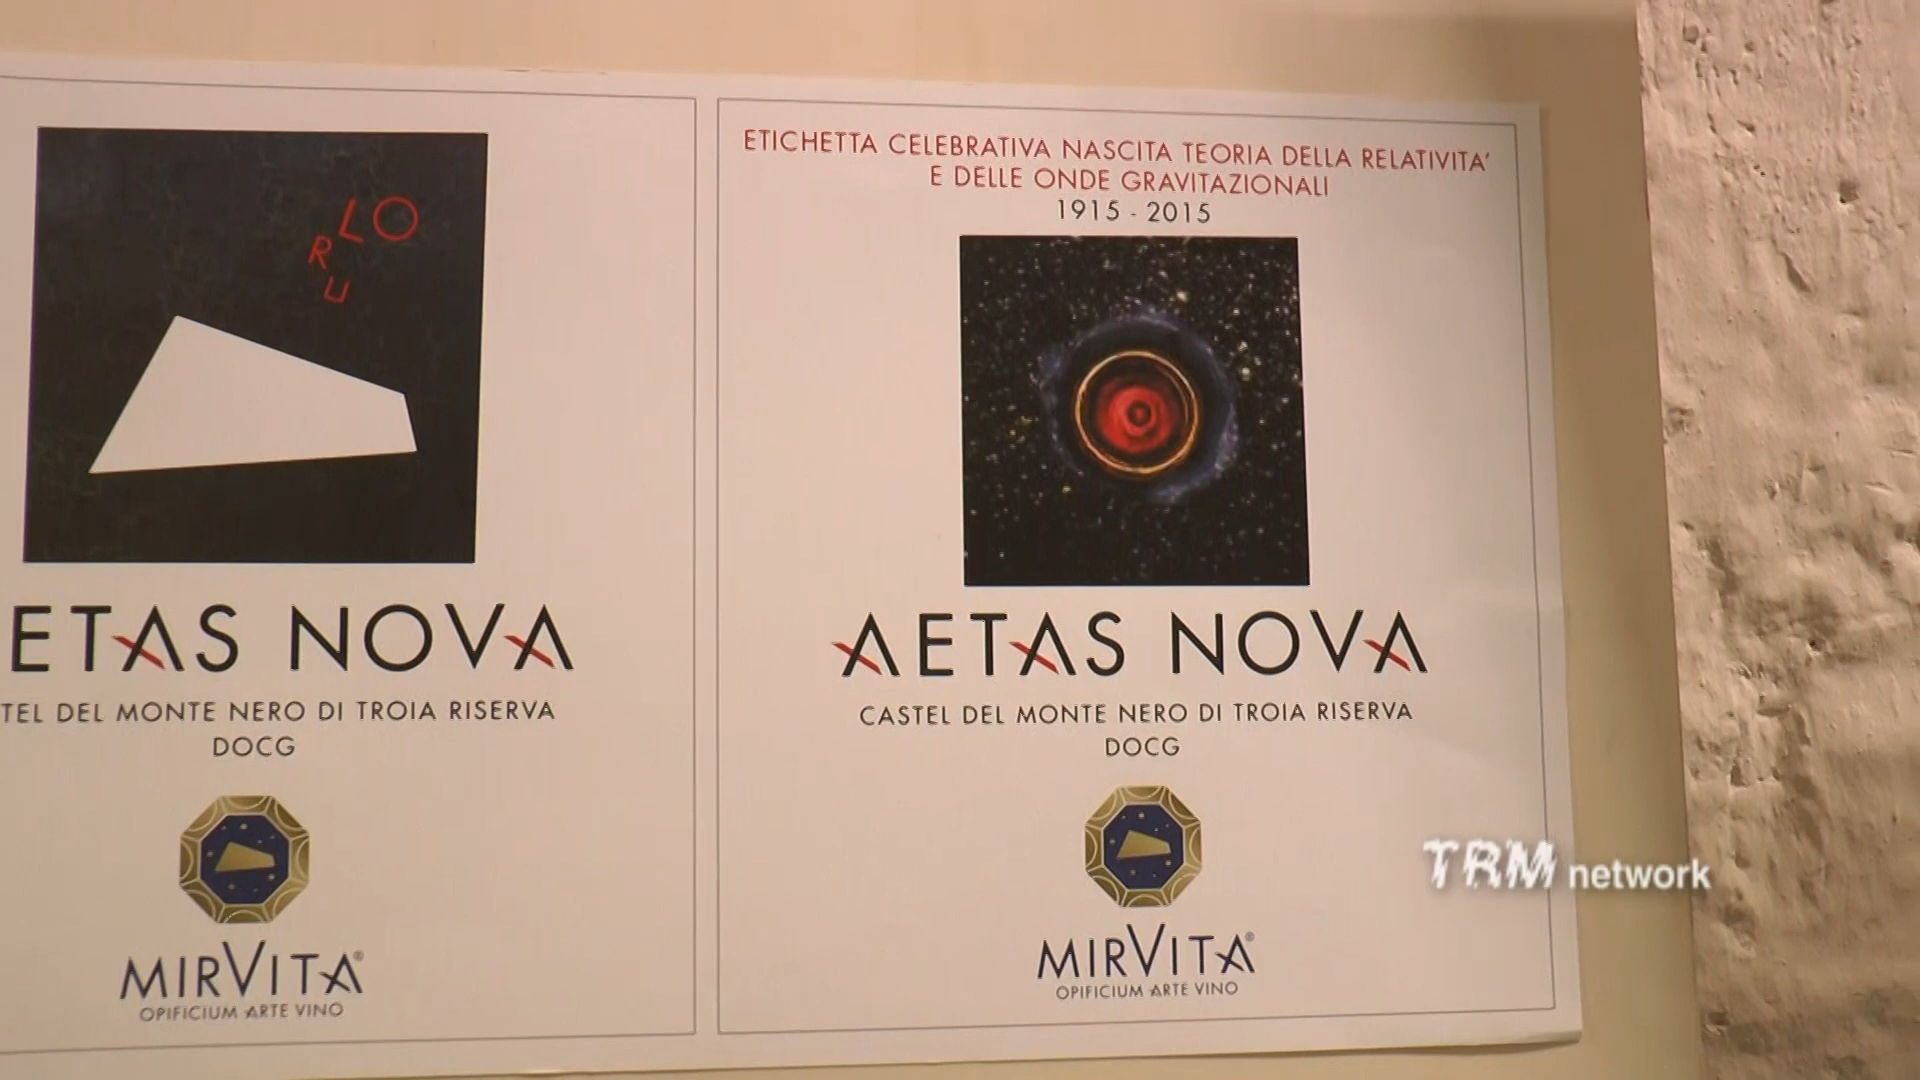 LO
R
U
ETAS NOVA
TEL DEL MONTE NERO DI TROIA RISERVA
DOCG
MIRVITA®
OPIFICIUM ARTE VINO
ETICHETTA CELEBRATIVA NASCITA TEORIA DELLA RELATIVITA'
E DELLE ONDE GRAVITAZIONALI
1915 - 2015
AETAS NOVA
CASTEL DEL MONTE NERO DI TROIA RISERVA
DOCG
MIRVITA®
OPIFICIUM ARTE VINO
TRM network